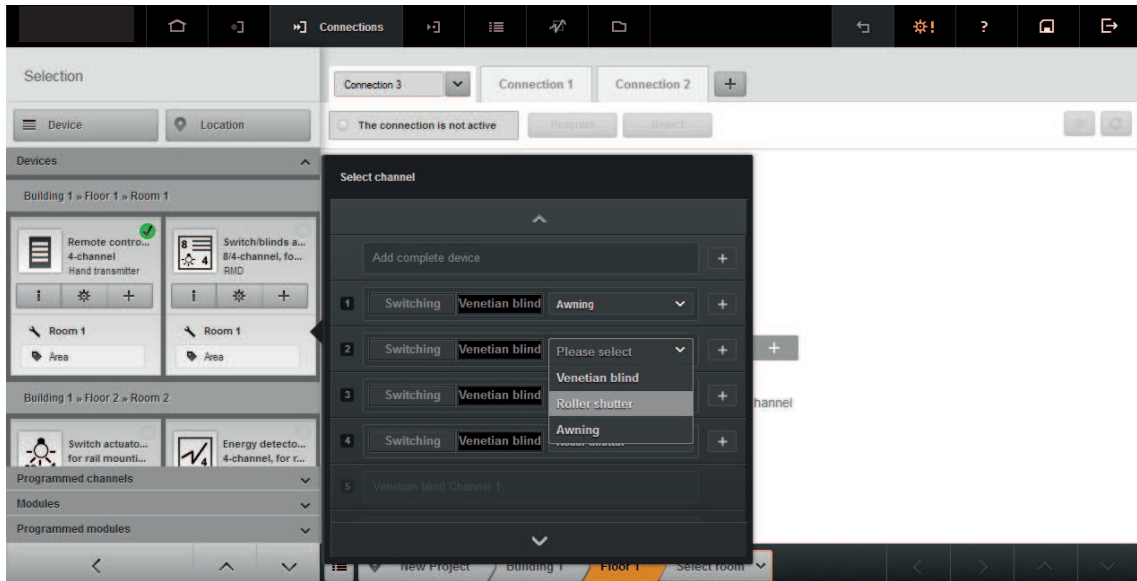 Connections
?
Selection
Connection 3
Connection 1
Connection 2
+
Device
Location
The connection is not active
Program
Reject
Devices
Building 1 » Floor 1 » Room 1
Remote contro...
4-channel
Hand transmitter
8
4
Switch/blinds a...
8/4-channel, fo...
RMD
i
+
i
+
Room 1
Area
Room 1
Area
Building 1 » Floor 2 » Room 2
Switch actuato...
for rail mounti...
4
Energy detecto...
4-channel, for r...
Programmed channels
Modules
Programmed modules
Select channel
Add complete device
+
1 Switching Venetian blind Awning +
2 Switching Venetian blind Please select +
Venetian blind
Roller shutter
Awning
3 Switching Venetian blind +
4 Switching Venetian blind +
5 Venetian blind Channel 1
+
hannel
New Project
Building 1
Floor 1
Select room